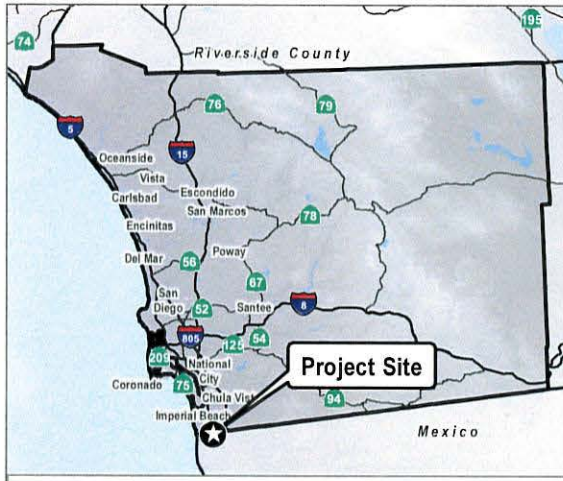 195
74
Riverside County
76
79
5
15
Oceanside
Vista
Escondido
Carlsbad
San Marcos
78
Encinitas
Poway
Del Mar
56
67
San
Diego
52
Santee
8
805
125
54
209
National
City
Project Site
Coronado
75
Chula Vista
94
Imperial Beach
Mexico